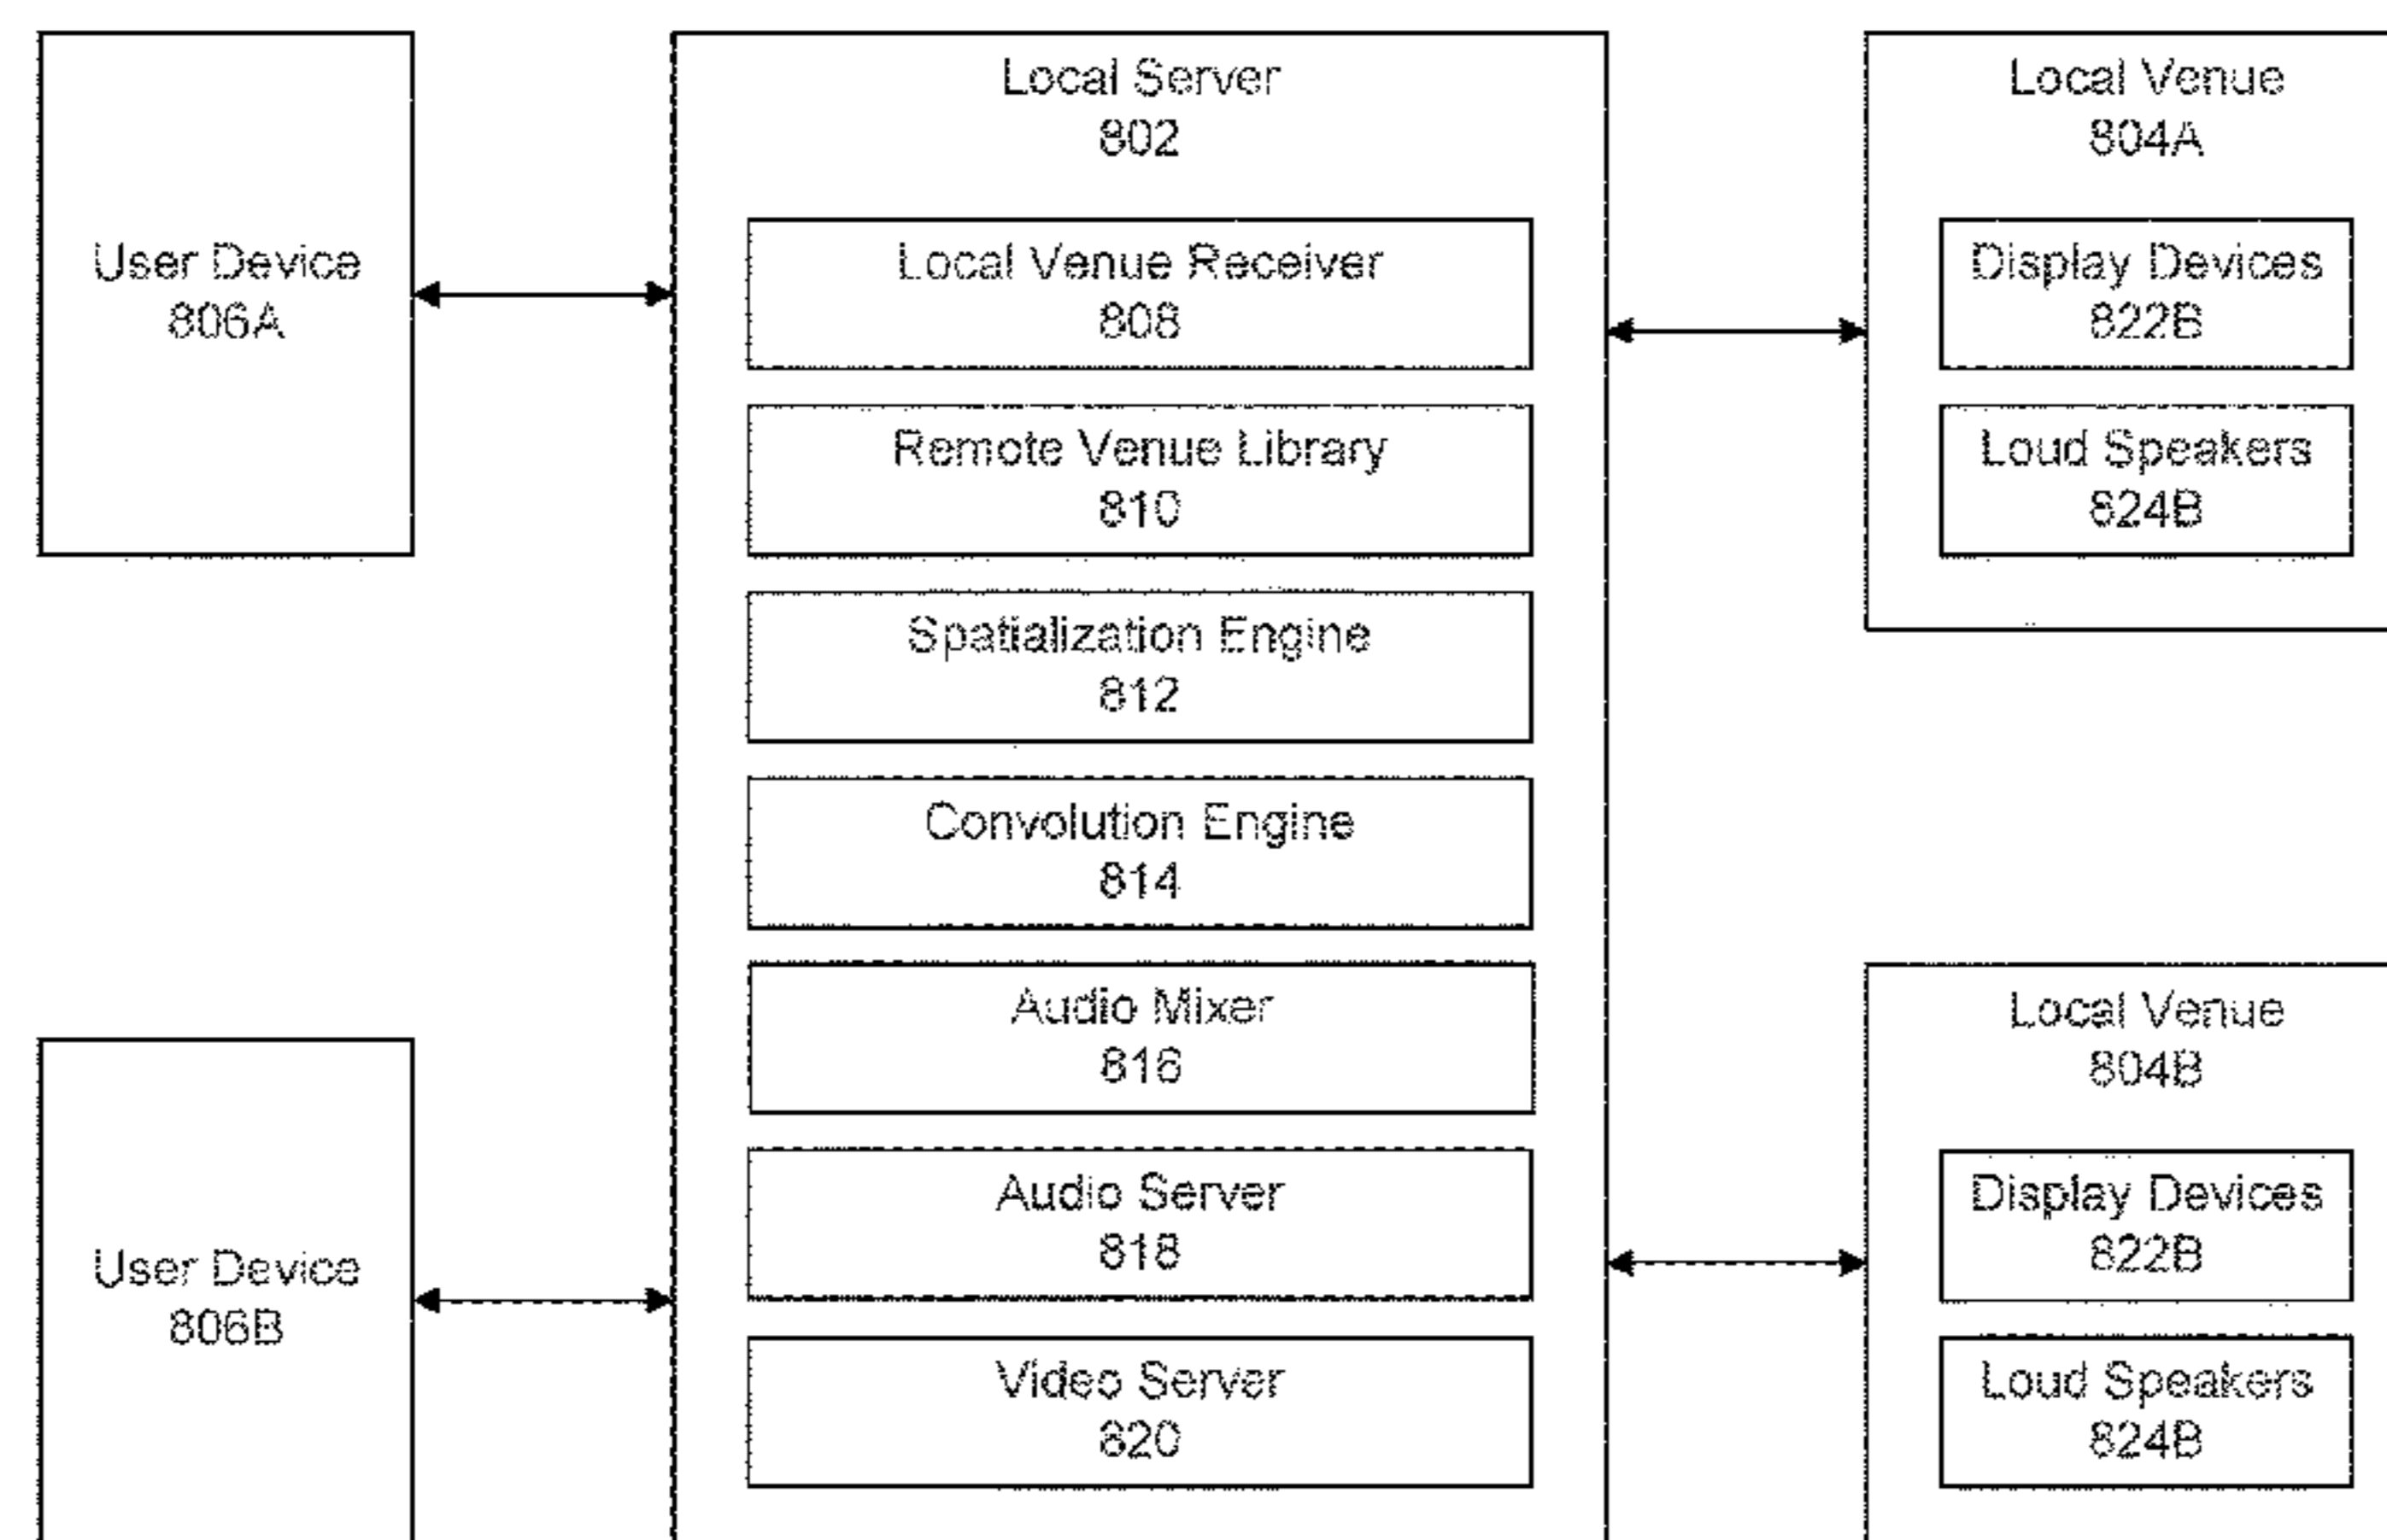 User Device
806A
User Device
806B
Local Server
802
Local Venue Receiver
808
Remote Venue Library
810
Spatialization Engine
812
Convolution Engine
814
Audio Mixer
816
Audio Server
818
Video Server
820
Local Venue
804A
Display Devices
822B
Loud Speakers
824B
Local Venue
804B
Display Devices
822B
Loud Speakers
824B